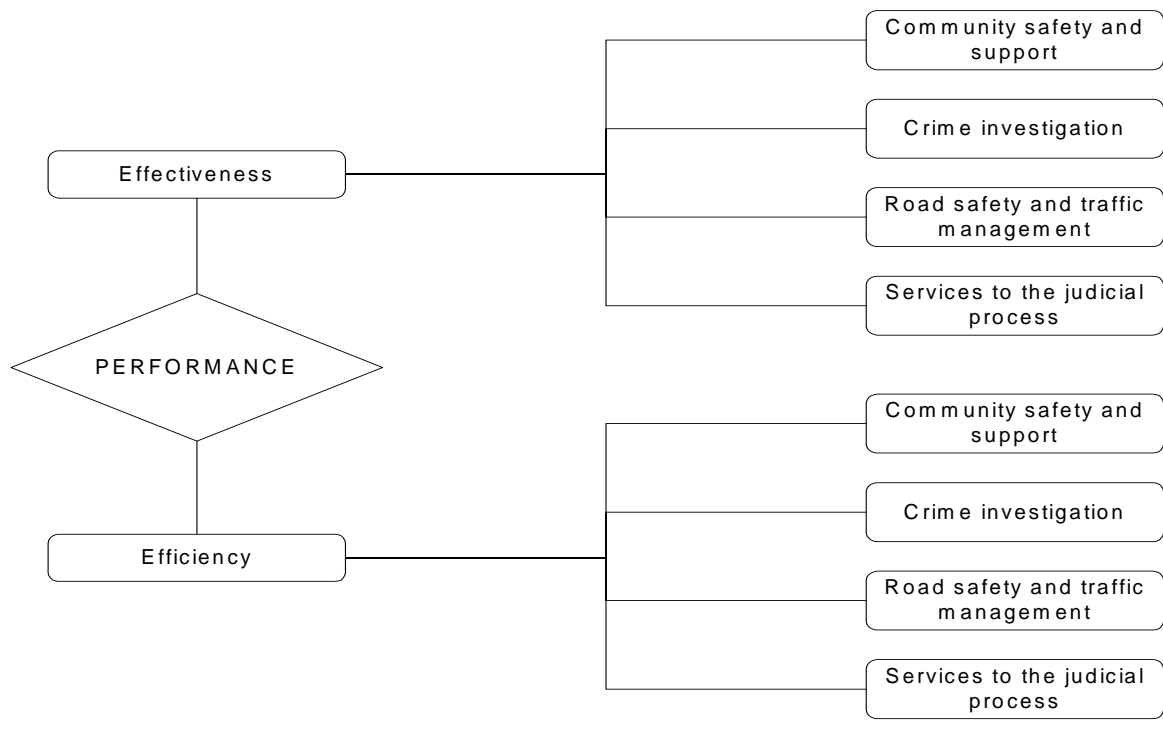 Community safety and
support
Crime investigation
Effectiveness
Road safety and traffic
management
Services to the judicial
process
PERFORMANCE
Community safety and
support
Crime investigation
Efficiency
Road safety and traffic
management
Services to the judicial
process